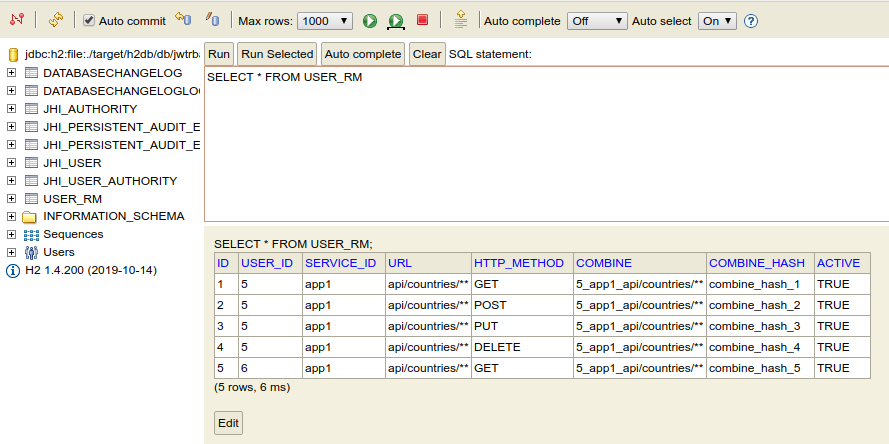 Auto commit Max rows: 1000 Auto complete Off Auto select On ?
jdbc:h2:file:./target/h2db/db/jwtrba
DATABASECHANGELOG
DATABASECHANGELOGLOC
JHI_AUTHORITY
JHI_PERSISTENT_AUDIT_E
JHI_PERSISTENT_AUDIT_E
JHI_USER
JHI_USER_AUTHORITY
USER_RM
INFORMATION_SCHEMA
Sequences
Users
H2 1.4.200 (2019-10-14)
Run Run Selected Auto complete Clear SQL statement:
SELECT * FROM USER_RM
SELECT * FROM USER_RM;
ID USER_ID SERVICE_ID URL HTTP_METHOD COMBINE COMBINE_HASH ACTIVE
1 5 app1 api/countries/** GET 5_app1_api/countries/** combine_hash_1 TRUE
2 5 app1 api/countries/** POST 5_app1_api/countries/** combine_hash_2 TRUE
3 5 app1 api/countries/** PUT 5_app1_api/countries/** combine_hash_3 TRUE
4 5 app1 api/countries/** DELETE 5_app1_api/countries/** combine_hash_4 TRUE
5 6 app1 api/countries/** GET 5_app1_api/countries/** combine_hash_5 TRUE
(5 rows, 6 ms)
Edit